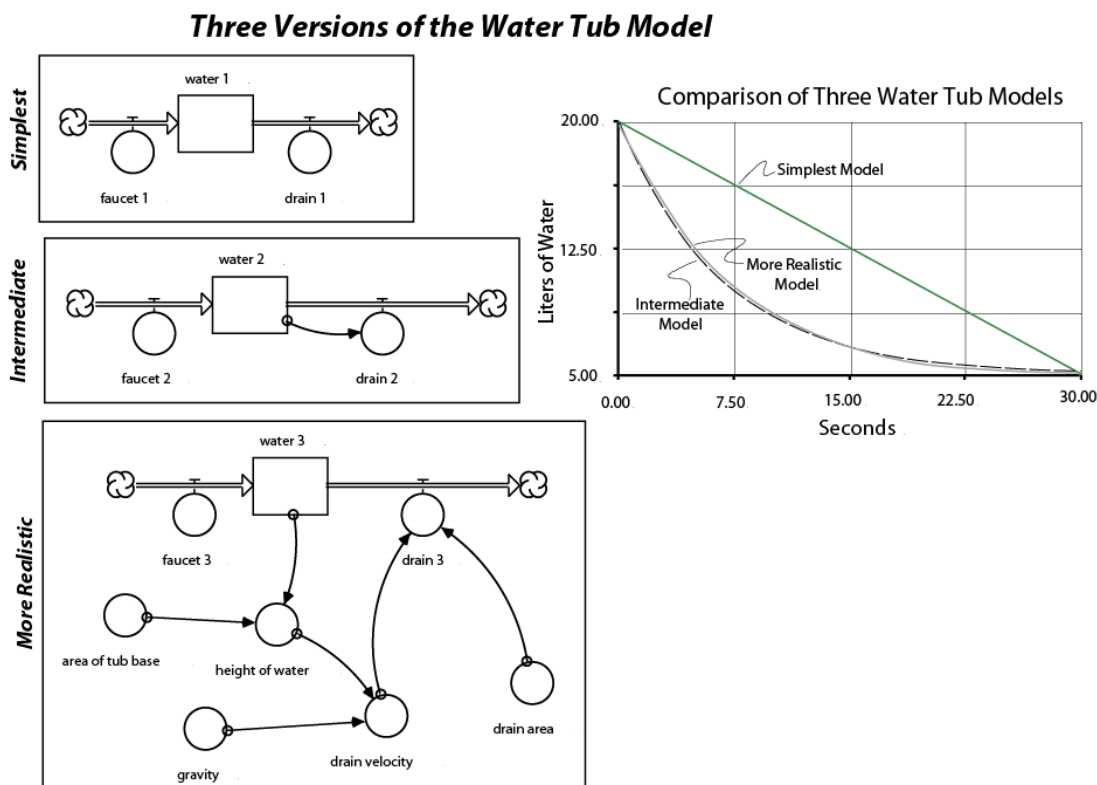 Three Versions of the Water Tub Model
Simplest
water 1
faucet 1
drain 1
Intermediate
water 2
faucet 2
drain 2
More Realistic
water 3
faucet 3
drain 3
area of tub base
height of water
drain area
gravity
drain velocity
Comparison of Three Water Tub Models
20.00
12.50
5.00
Liters of Water
Simplest Model
More Realistic
Model
Intermediate
Model
0.00
7.50
15.00
22.50
30.00
Seconds